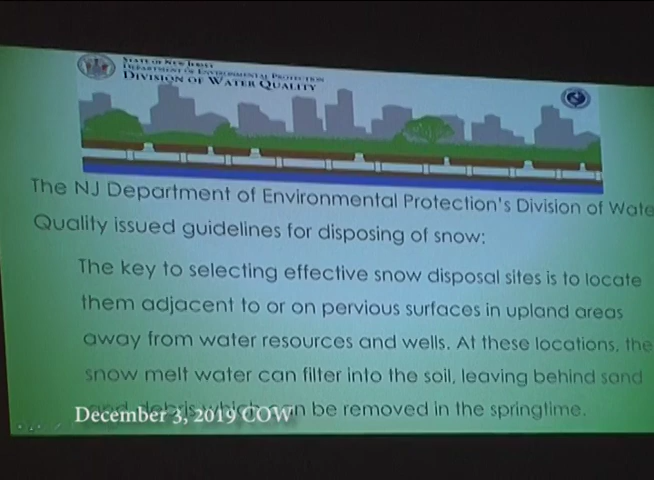 STATE OF NEW JERSEY
DEPARTMENT OF ENVIRONMENTAL PROTECTION
DIVISION OF WATER QUALITY
The NJ Department of Environmental Protection's Division of Wate
Quality issued guidelines for disposing of snow:
The key to selecting effective snow disposal sites is to locate
them adjacent to or on pervious surfaces in upland areas
away from water resources and wells. At these locations, the
snow melt water can filter into the soil, leaving behind sand
and debris which can be removed in the springtime.
December 3, 2019 COW